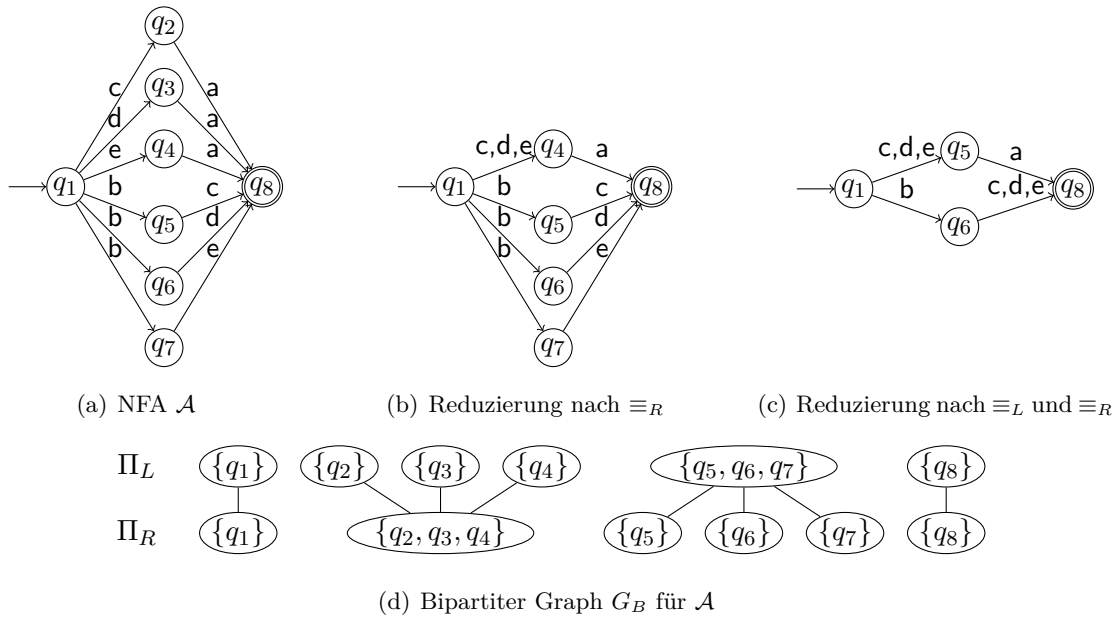 q2
q3
q4
q1
q5
q6
q7
q8
c
d
e
b
b
b
a
a
a
c
d
e
(a) NFA 𝒜
q1
q4
q5
q6
q7
q8
c,d,e
b
b
b
a
c
d
e
(b) Reduzierung nach ≡R
q1
q5
q6
q8
c,d,e
b
a
c,d,e
(c) Reduzierung nach ≡L und ≡R
ΠL {q1} {q2} {q3} {q4} {q5, q6, q7} {q8}
ΠR {q1} {q2, q3, q4} {q5} {q6} {q7} {q8}
(d) Bipartiter Graph GB für 𝒜